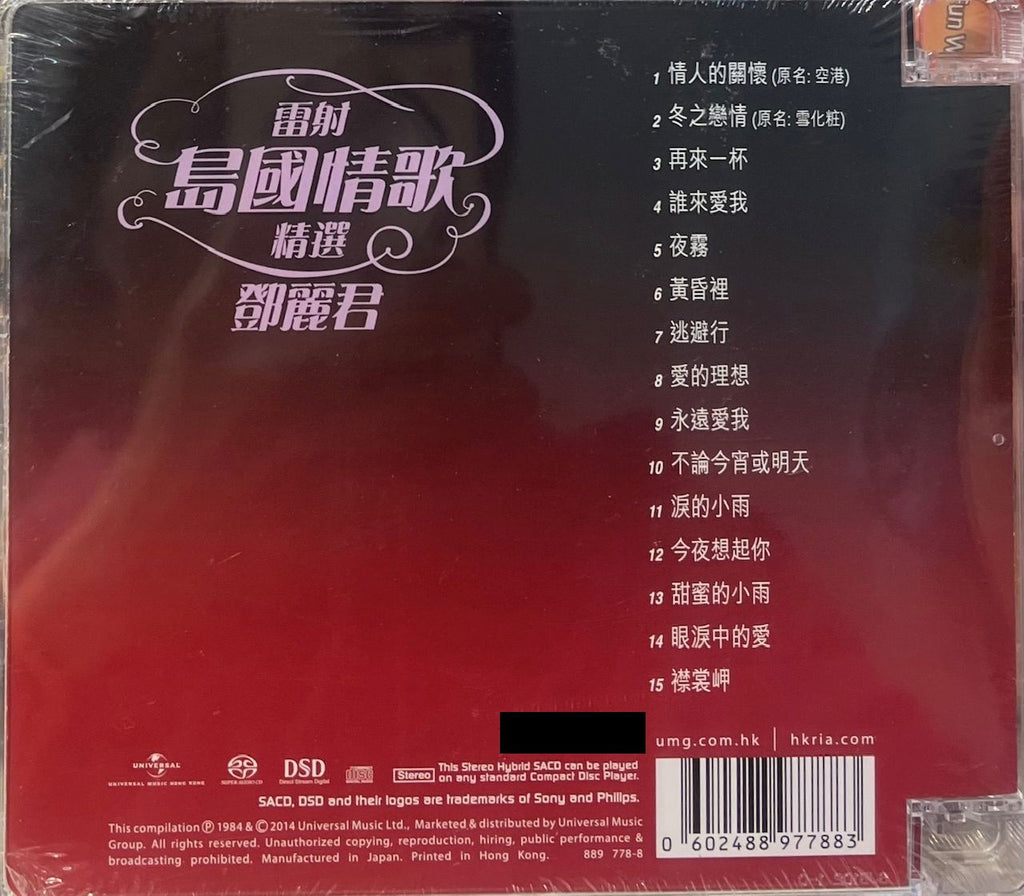 un W
雷射
島國情歌
精選
鄧麗君
1 情人的關懷 (原名: 空港)
2 冬之戀情 (原名: 雪化粧)
3 再來一杯
4 誰來愛我
5 夜霧
6 黃昏裡
7 逃避行
8 愛的理想
9 永遠愛我
10 不論今宵或明天
11 淚的小雨
12 今夜想起你
13 甜蜜的小雨
14 眼淚中的愛
15 襟裳岬
umg.com.hk | hkria.com
UNIVERSAL
UNIVERSAL MUSIC HONG KONG
SUPER AUDIO CD
DSD
Direct Stream Digital
Stereo
This Stereo Hybrid SACD can be played
on any standard Compact Disc Player.
SACD, DSD and their logos are trademarks of Sony and Philips.
This compilation ℗ 1984 & © 2014 Universal Music Ltd., Marketed & distributed by Universal Music
Group. All rights reserved. Unauthorized copying, reproduction, hiring, public performance &
broadcasting prohibited. Manufactured in Japan. Printed in Hong Kong. 889 778-8
0 602488 977883